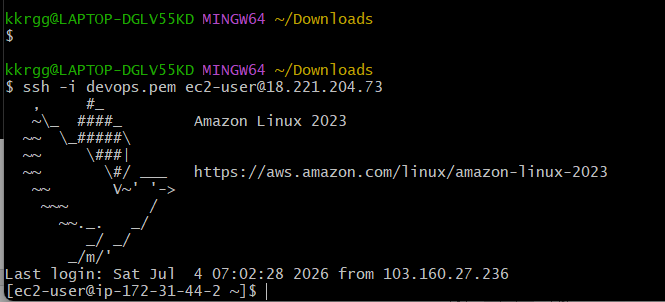 kkrgg@LAPTOP-DGLV55KD MINGW64 ~/Downloads
$

kkrgg@LAPTOP-DGLV55KD MINGW64 ~/Downloads
$ ssh -i devops.pem ec2-user@18.221.204.73
   ,     #_
   ~\_  ####_        Amazon Linux 2023
  ~~  \_#####\
  ~~     \###|
  ~~       \#/ ___   https://aws.amazon.com/linux/amazon-linux-2023
   ~~       V~' '->
    ~~~         /
      ~~._.   _/
         _/ _/
       _/m/'
Last login: Sat Jul  4 07:02:28 2026 from 103.160.27.236
[ec2-user@ip-172-31-44-2 ~]$